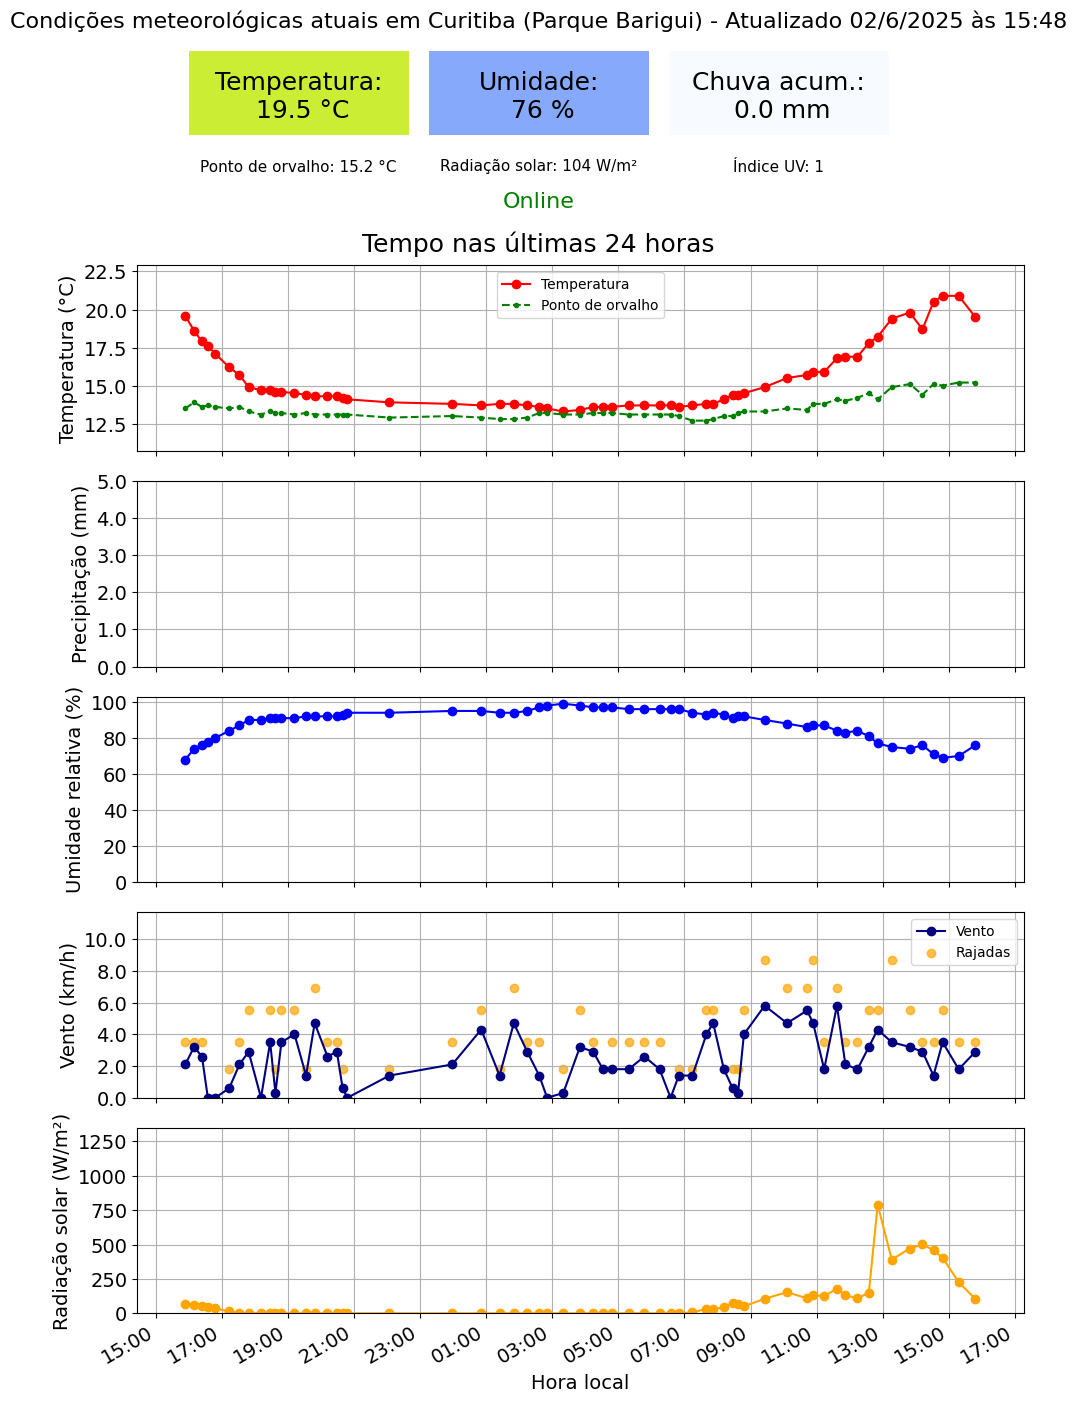 Condições meteorológicas atuais em Curitiba (Parque Barigui) - Atualizado 02/6/2025 às 15:48
Temperatura:
19.5 °C
Umidade:
76 %
Chuva acum.:
0.0 mm
Ponto de orvalho: 15.2 °C
Radiação solar: 104 W/m²
Índice UV: 1
Online
Tempo nas últimas 24 horas
Temperatura (°C)
22.5
20.0
17.5
15.0
12.5
Temperatura
Ponto de orvalho
Precipitação (mm)
5.0
4.0
3.0
2.0
1.0
0.0
Umidade relativa (%)
100
80
60
40
20
0
Vento (km/h)
10.0
8.0
6.0
4.0
2.0
0.0
Vento
Rajadas
Radiação solar (W/m²)
1250
1000
750
500
250
0
15:00
17:00
19:00
21:00
23:00
01:00
03:00
05:00
07:00
09:00
11:00
13:00
15:00
17:00
Hora local